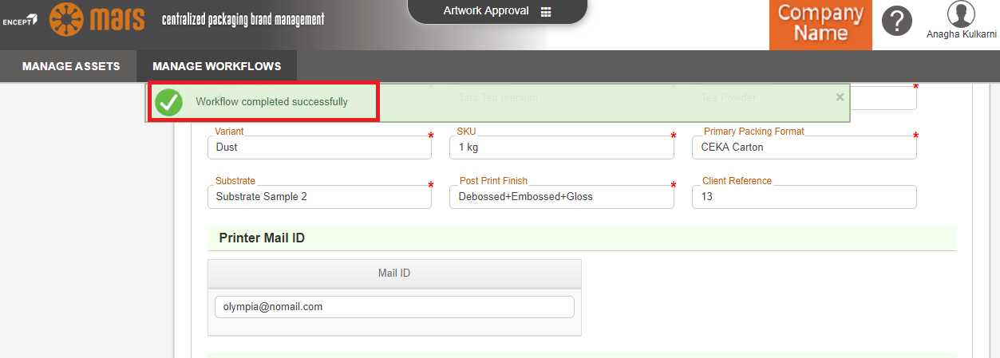 ENCEPT
mars
centralized packaging brand management
Artwork Approval
Company
Name
?
Anagha Kulkarni
MANAGE ASSETS
MANAGE WORKFLOWS
Workflow completed successfully
Tata Tea premium
Tea Powder
×
*
Variant
*
Dust
SKU
*
1 kg
Primary Packing Format
*
CEKA Carton
Substrate
*
Substrate Sample 2
Post Print Finish
*
Debossed+Embossed+Gloss
Client Reference
13
Printer Mail ID
Mail ID
olympia@nomail.com